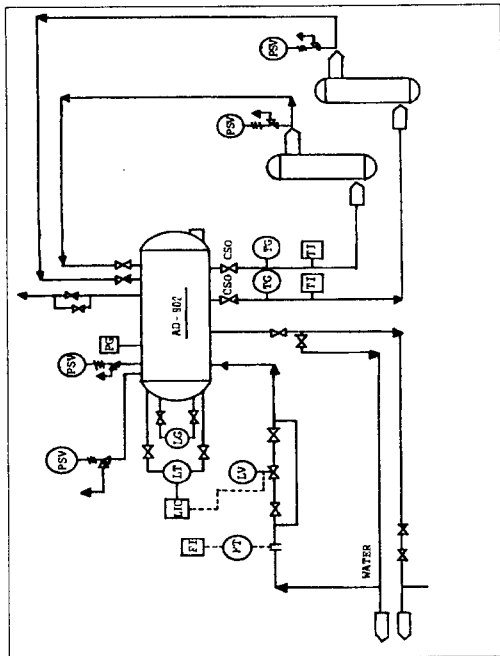 PSV
PSV
CSO
TG
TI
CSO
TG
TI
AD-902
PG
PSV
PSV
LG
LT
LIC
LV
FI
FT
WATER